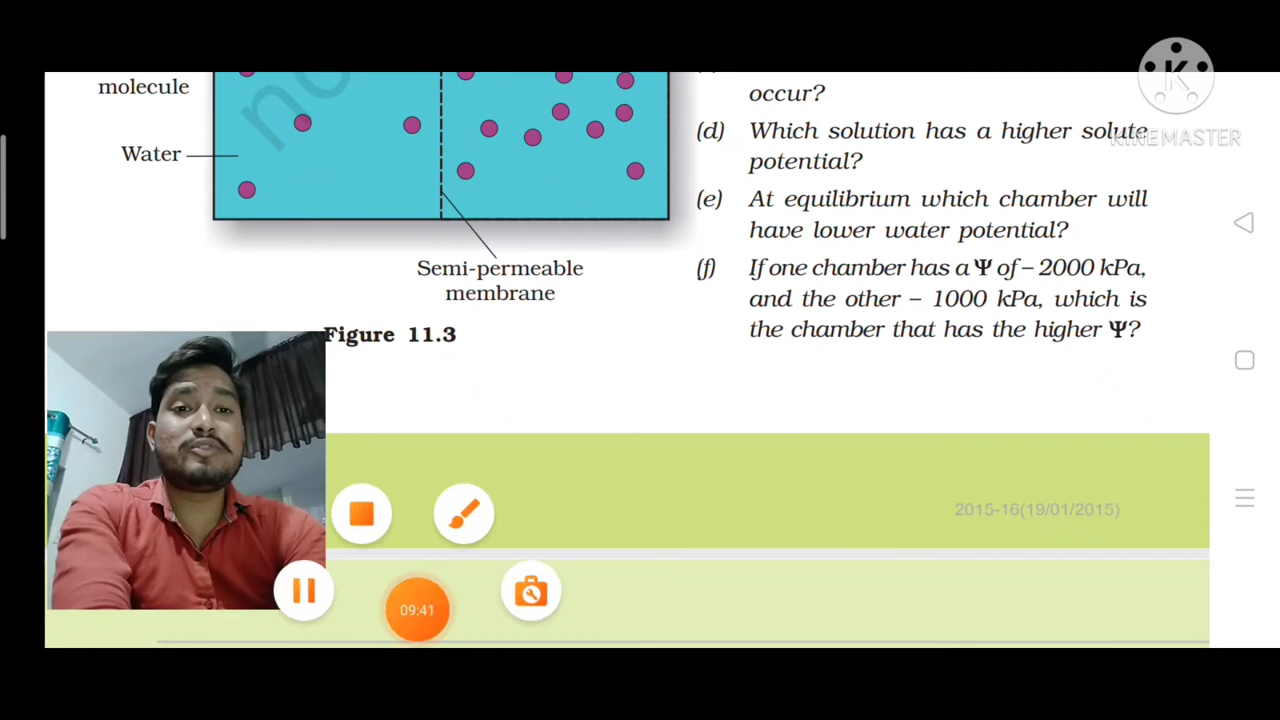 molecule
Water
no
Semi-permeable
membrane
Figure 11.3
occur?
(d) Which solution has a higher solute
potential?
(e) At equilibrium which chamber will
have lower water potential?
(f) If one chamber has a Ψ of – 2000 kPa,
and the other – 1000 kPa, which is
the chamber that has the higher Ψ?
K
KINEMASTER
2015-16(19/01/2015)
09:41